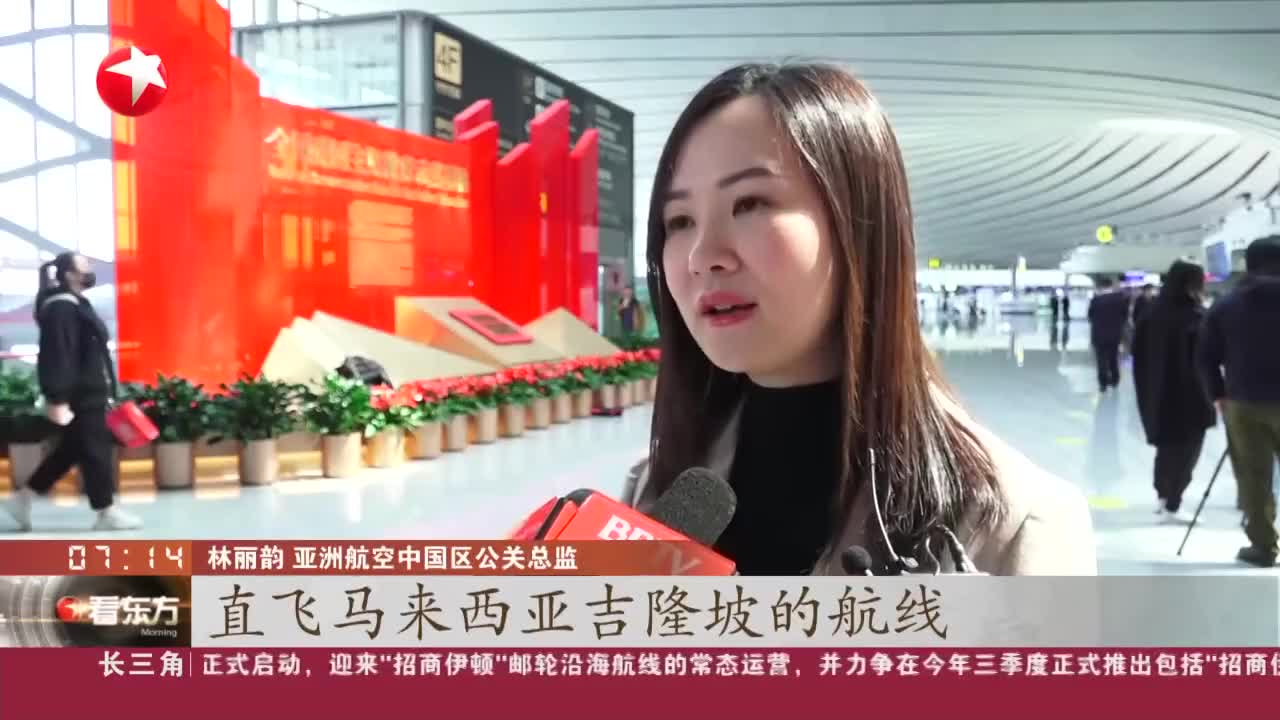 4F
BRTV
07:14 林丽韵 亚洲航空中国区公关总监
看东方
Morning
直飞马来西亚吉隆坡的航线
长三角 正式启动，迎来"招商伊顿"邮轮沿海航线的常态运营，并力争在今年三季度正式推出包括"招商伊